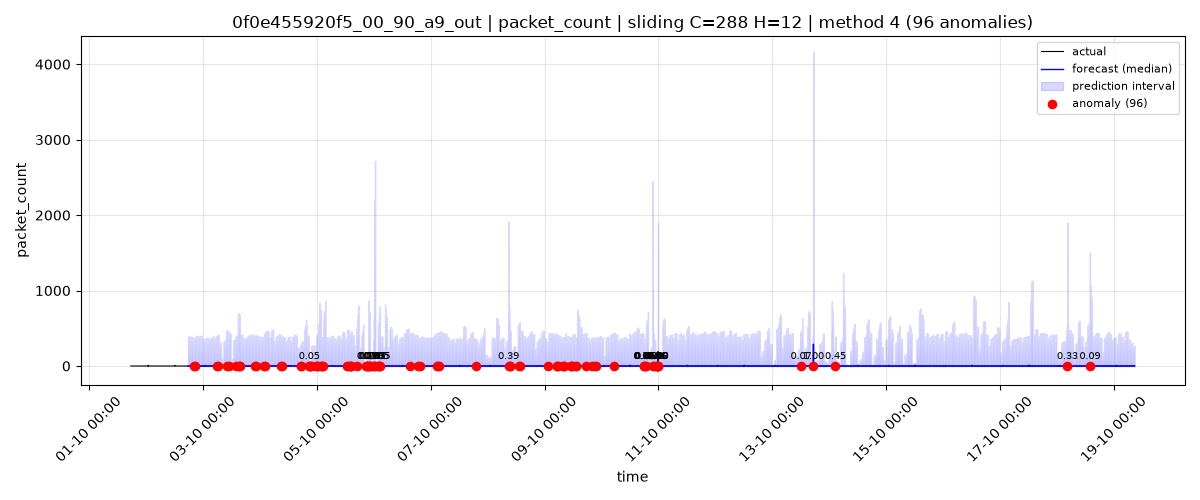 0f0e455920f5_00_90_a9_out | packet_count | sliding C=288 H=12 | method 4 (96 anomalies)
actual
forecast (median)
prediction interval
anomaly (96)
packet_count
4000
3000
2000
1000
0
0.05
0.39
0.45
0.33
0.09
01-10 00:00
03-10 00:00
05-10 00:00
07-10 00:00
09-10 00:00
11-10 00:00
13-10 00:00
15-10 00:00
17-10 00:00
19-10 00:00
time